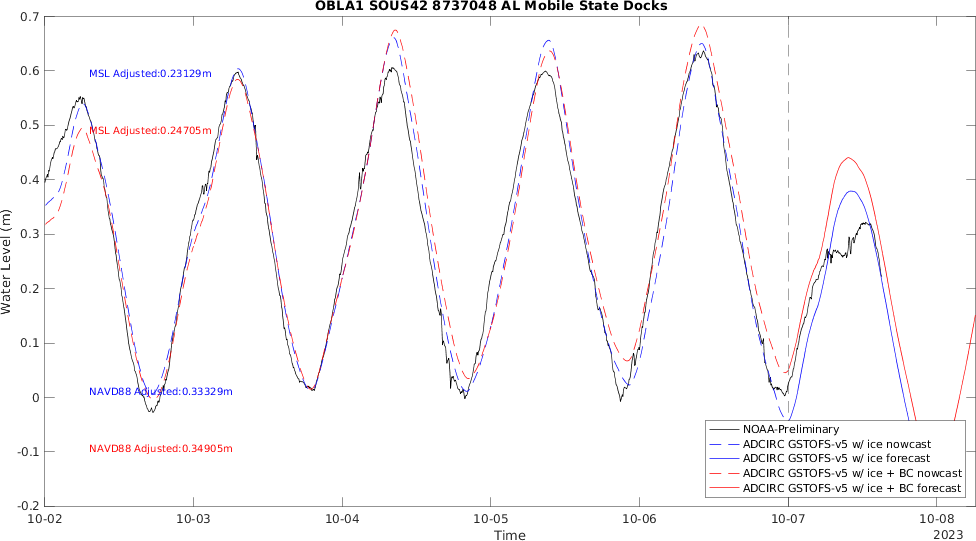 OBLA1 SOUS42 8737048 AL Mobile State Docks
0.7
0.6
0.5
0.4
0.3
0.2
0.1
0
-0.1
-0.2
Water Level (m)
MSL Adjusted:0.23129m
MSL Adjusted:0.24705m
NAVD88 Adjusted:0.33329m
NAVD88 Adjusted:0.34905m
NOAA-Preliminary
ADCIRC GSTOFS-v5 w/ ice nowcast
ADCIRC GSTOFS-v5 w/ ice forecast
ADCIRC GSTOFS-v5 w/ ice + BC nowcast
ADCIRC GSTOFS-v5 w/ ice + BC forecast
10-02 10-03 10-04 10-05 10-06 10-07 10-08
Time
2023